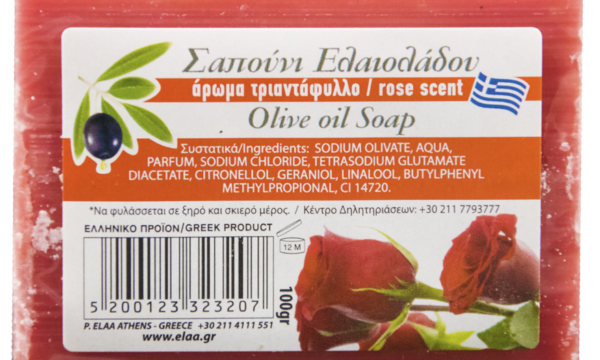 Σαπούνι Ελαιολάδου
άρωμα τριαντάφυλλο / rose scent
Olive oil Soap
Συστατικά/Ingredients: SODIUM OLIVATE, AQUA,
PARFUM, SODIUM CHLORIDE, TETRASODIUM GLUTAMATE
DIACETATE, CITRONELLOL, GERANIOL, LINALOOL, BUTYLPHENYL
METHYLPROPIONAL, CI 14720.
*Να φυλάσσεται σε ξηρό και σκιερό μέρος. / Κέντρο Δηλητηριάσεων: +30 211 7793777
ΕΛΛΗΝΙΚΟ ΠΡΟΪΟΝ/GREEK PRODUCT
12 M
100gr
5 200123 323207
P. ELAA ATHENS - GREECE +30 211 4111 551
www.elaa.gr